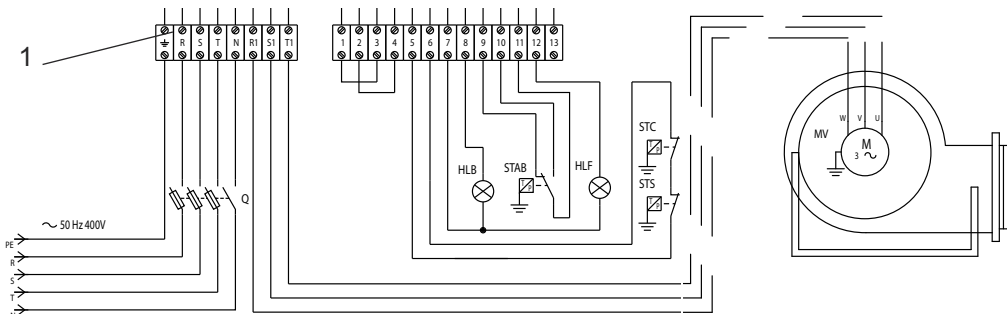 1
R S T N R1 S1 T1
1 2 3 4 5 6 7 8 9 10 11 12 13
W V U
MV
M
3 ~
STC
T P
HLB
STAB
T P
HLF
STS
T P
Q
~ 50 Hz 400V
PE
R
S
T